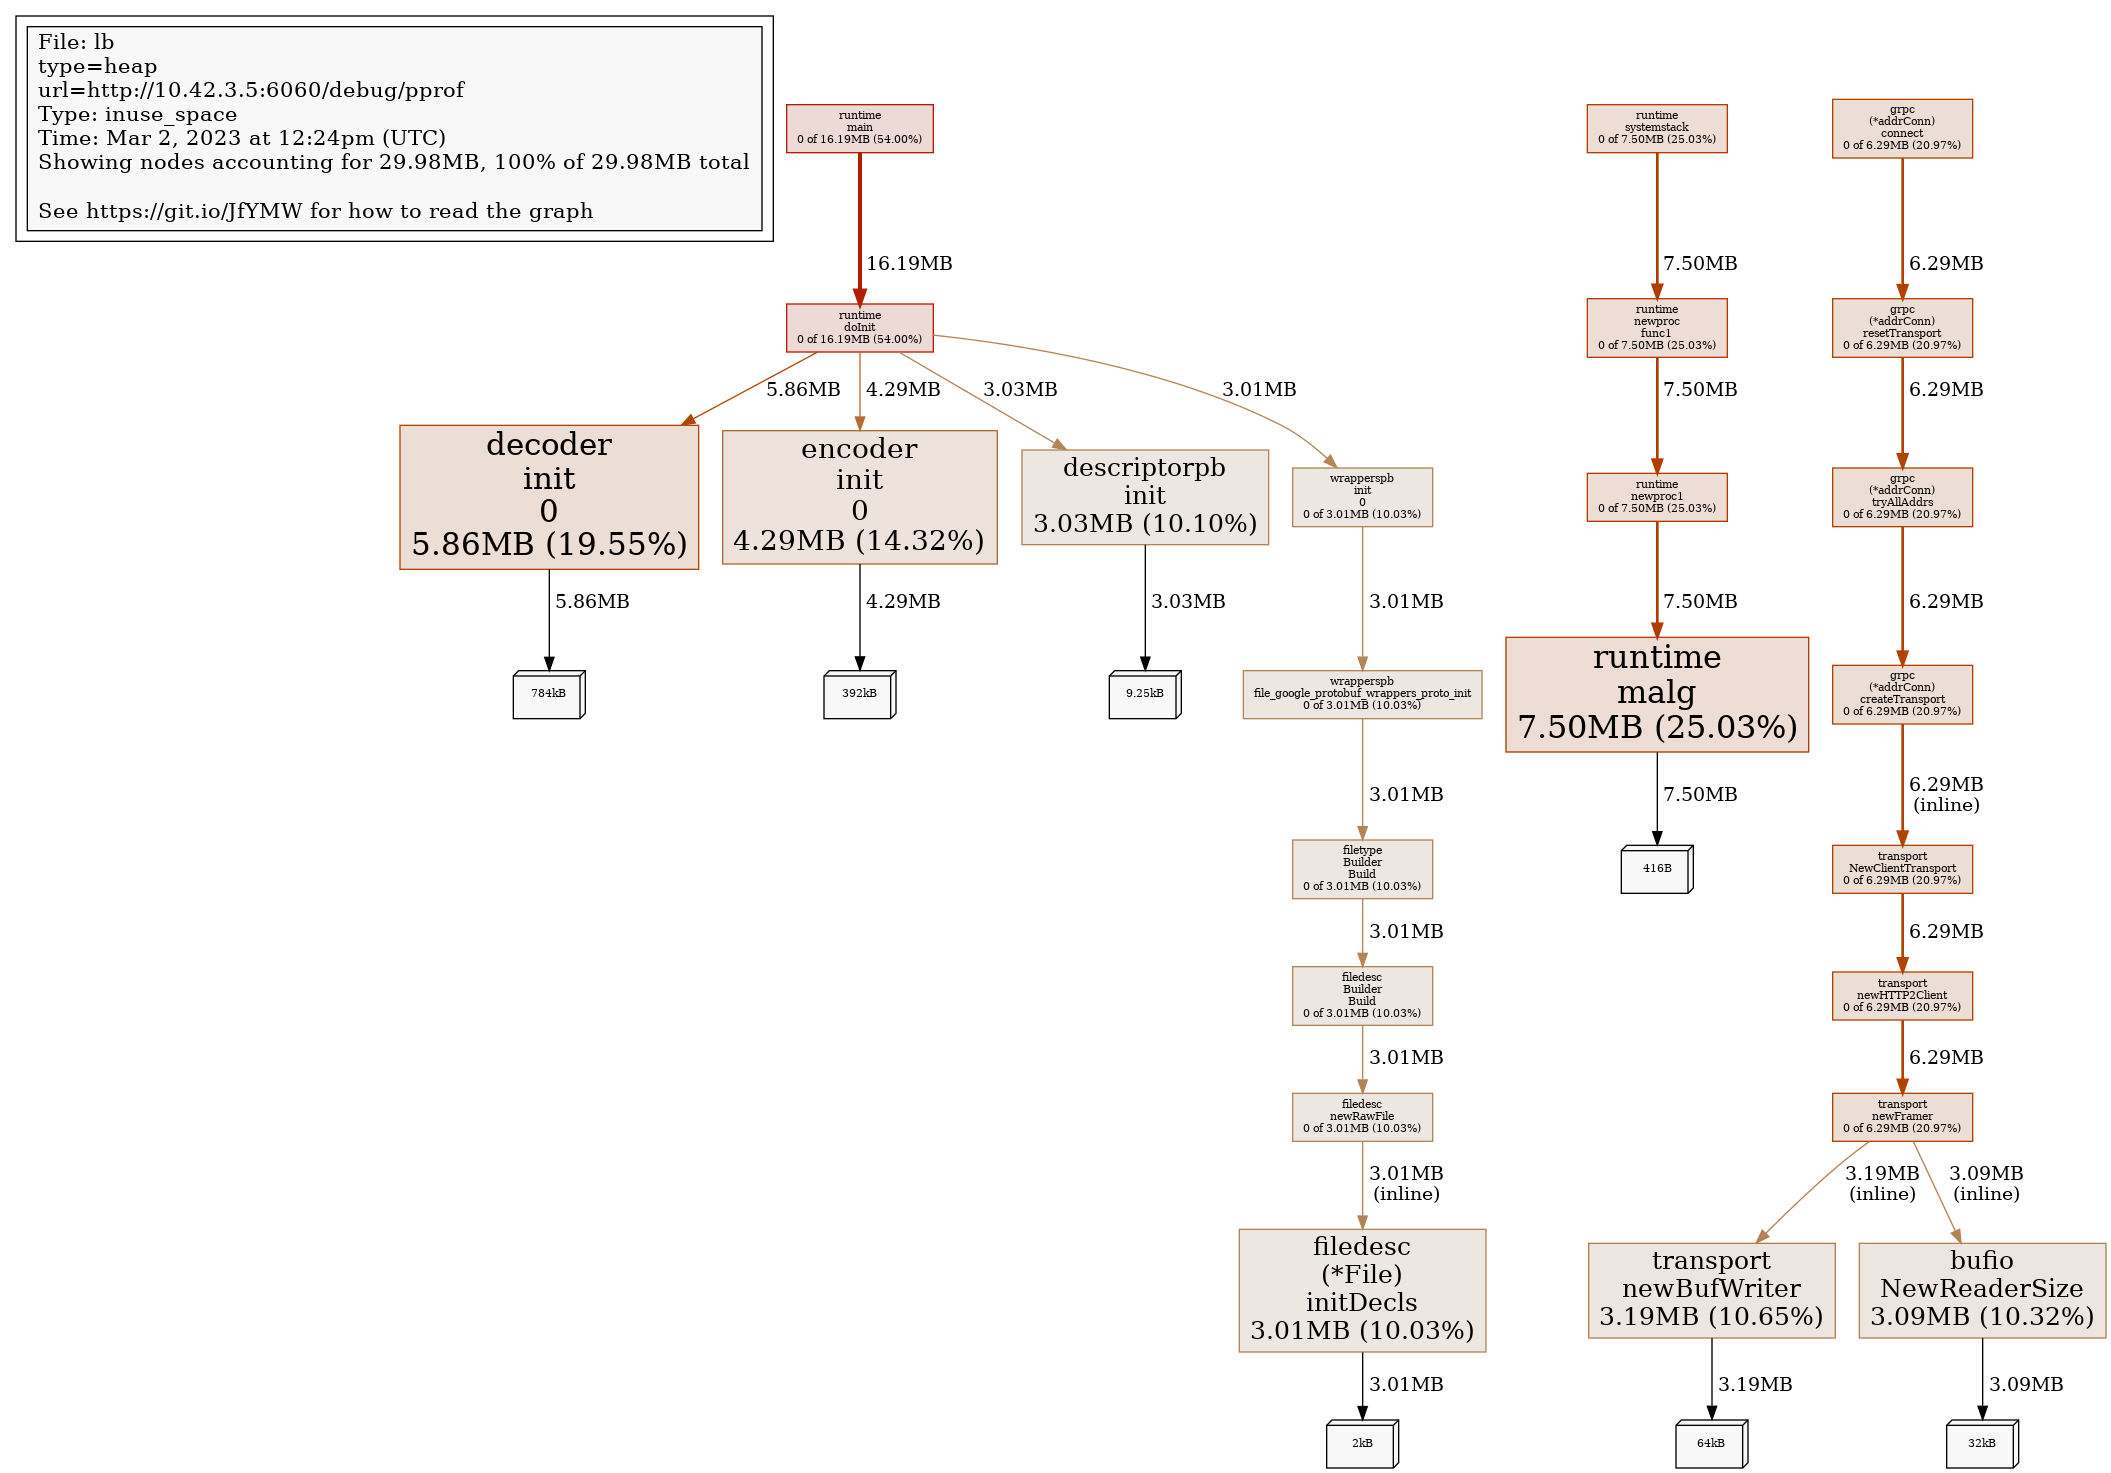 File: lb
type=heap
url=http://10.42.3.5:6060/debug/pprof
Type: inuse_space
Time: Mar 2, 2023 at 12:24pm (UTC)
Showing nodes accounting for 29.98MB, 100% of 29.98MB total
See https://git.io/JfYMW for how to read the graph
runtime
main
0 of 16.19MB (54.00%)
16.19MB
runtime
doInit
0 of 16.19MB (54.00%)
5.86MB
4.29MB
3.03MB
3.01MB
decoder
init
0
5.86MB (19.55%)
5.86MB
784kB
encoder
init
0
4.29MB (14.32%)
4.29MB
392kB
descriptorpb
init
3.03MB (10.10%)
3.03MB
9.25kB
wrapperspb
init
0
0 of 3.01MB (10.03%)
3.01MB
wrapperspb
file_google_protobuf_wrappers_proto_init
0 of 3.01MB (10.03%)
3.01MB
filetype
Builder
Build
0 of 3.01MB (10.03%)
3.01MB
filedesc
Builder
Build
0 of 3.01MB (10.03%)
3.01MB
filedesc
newRawFile
0 of 3.01MB (10.03%)
3.01MB
(inline)
filedesc
(*File)
initDecls
3.01MB (10.03%)
3.01MB
2kB
runtime
systemstack
0 of 7.50MB (25.03%)
7.50MB
runtime
newproc
func1
0 of 7.50MB (25.03%)
7.50MB
runtime
newproc1
0 of 7.50MB (25.03%)
7.50MB
runtime
malg
7.50MB (25.03%)
7.50MB
416B
grpc
(*addrConn)
connect
0 of 6.29MB (20.97%)
6.29MB
grpc
(*addrConn)
resetTransport
0 of 6.29MB (20.97%)
6.29MB
grpc
(*addrConn)
tryAllAddrs
0 of 6.29MB (20.97%)
6.29MB
grpc
(*addrConn)
createTransport
0 of 6.29MB (20.97%)
6.29MB
(inline)
transport
NewClientTransport
0 of 6.29MB (20.97%)
6.29MB
transport
newHTTP2Client
0 of 6.29MB (20.97%)
6.29MB
transport
newFramer
0 of 6.29MB (20.97%)
3.19MB
(inline)
3.09MB
(inline)
transport
newBufWriter
3.19MB (10.65%)
3.19MB
64kB
bufio
NewReaderSize
3.09MB (10.32%)
3.09MB
32kB